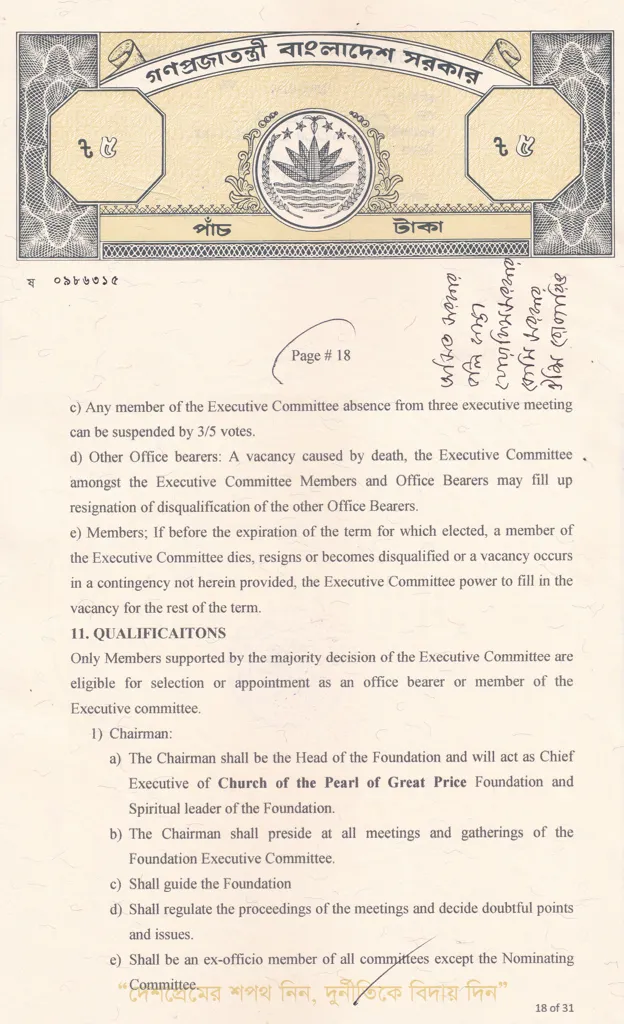 গণপ্রজাতন্ত্রী বাংলাদেশ সরকার
৳ ৫
৳ ৫
পাঁচ টাকা
ষ ০৯৮৬৩১৫
Page # 18
c) Any member of the Executive Committee absence from three executive meeting
can be suspended by 3/5 votes.
d) Other Office bearers: A vacancy caused by death, the Executive Committee
amongst the Executive Committee Members and Office Bearers may fill up
resignation of disqualification of the other Office Bearers.
e) Members; If before the expiration of the term for which elected, a member of
the Executive Committee dies, resigns or becomes disqualified or a vacancy occurs
in a contingency not herein provided, the Executive Committee power to fill in the
vacancy for the rest of the term.
11. QUALIFICAITONS
Only Members supported by the majority decision of the Executive Committee are
eligible for selection or appointment as an office bearer or member of the
Executive committee.
1) Chairman:
a) The Chairman shall be the Head of the Foundation and will act as Chief
Executive of Church of the Pearl of Great Price Foundation and
Spiritual leader of the Foundation.
b) The Chairman shall preside at all meetings and gatherings of the
Foundation Executive Committee.
c) Shall guide the Foundation
d) Shall regulate the proceedings of the meetings and decide doubtful points
and issues.
e) Shall be an ex-officio member of all committees except the Nominating
Committee.
“দেশপ্রেমের শপথ নিন, দুর্নীতিকে বিদায় দিন”
18 of 31